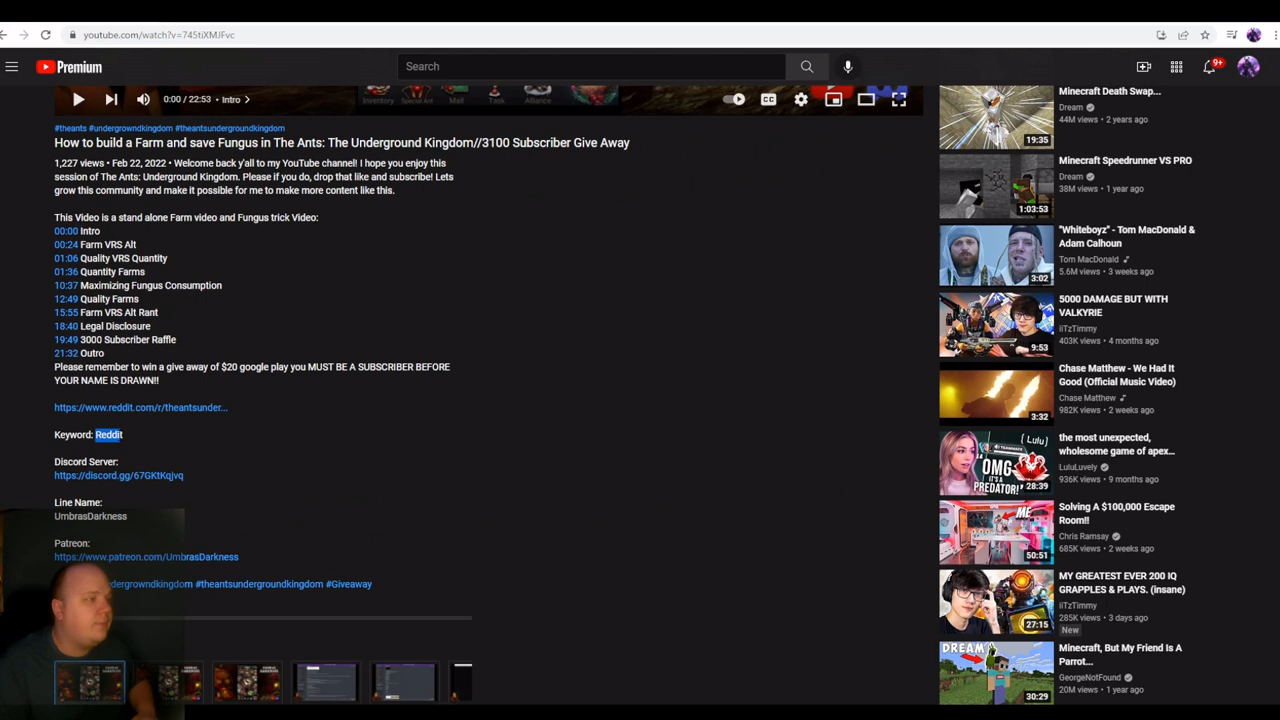 youtube.com/watch?v=745tiXMJFvc
Premium
Search
9+
Inventory Special Ant Mail Task Alliance
0:00 / 22:53 • Intro
#theants #undergrowndkingdom #theantsundergroundkingdom
How to build a Farm and save Fungus in The Ants: The Underground Kingdom//3100 Subscriber Give Away
1,227 views • Feb 22, 2022 • Welcome back y'all to my YouTube channel! I hope you enjoy this
session of The Ants: Underground Kingdom. Please if you do, drop that like and subscribe! Lets
grow this community and make it possible for me to make more content like this.
This Video is a stand alone Farm video and Fungus trick Video:
00:00 Intro
00:24 Farm VRS Alt
01:06 Quality VRS Quantity
01:36 Quantity Farms
10:37 Maximizing Fungus Consumption
12:49 Quality Farms
15:55 Farm VRS Alt Rant
18:40 Legal Disclosure
19:49 3000 Subscriber Raffle
21:32 Outro
Please remember to win a give away of $20 google play you MUST BE A SUBSCRIBER BEFORE
YOUR NAME IS DRAWN!!
https://www.reddit.com/r/theantsunder...
Keyword: Reddit
Discord Server:
https://discord.gg/67GKtKqjvq
Line Name:
UmbrasDarkness
Patreon:
https://www.patreon.com/UmbrasDarkness
dergrowndkingdom #theantsundergroundkingdom #Giveaway
Minecraft Death Swap...
Dream
44M views • 2 years ago
19:35
Minecraft Speedrunner VS PRO
Dream
38M views • 1 year ago
1:03:53
"Whiteboyz" - Tom MacDonald &
Adam Calhoun
Tom MacDonald
5.6M views • 3 weeks ago
3:02
5000 DAMAGE BUT WITH
VALKYRIE
iiTzTimmy
403K views • 4 months ago
9:53
Chase Matthew - We Had It
Good (Official Music Video)
Chase Matthew
982K views • 2 weeks ago
3:32
the most unexpected,
wholesome game of apex...
LuluLuvely
936K views • 9 months ago
{ Lulu }
OMG
IT'S A
PREDATOR!
28:39
Solving A $100,000 Escape
Room!!
Chris Ramsay
685K views • 2 weeks ago
ME
50:51
MY GREATEST EVER 200 IQ
GRAPPLES & PLAYS. (insane)
iiTzTimmy
285K views • 3 days ago
New
27:15
Minecraft, But My Friend Is A
Parrot...
GeorgeNotFound
20M views • 1 year ago
DREAM
30:29